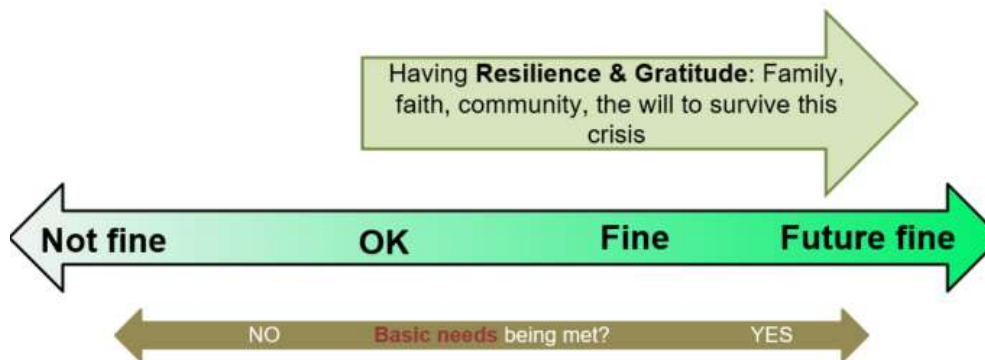 Having Resilience & Gratitude: Family,
faith, community, the will to survive this
crisis
Not fine OK Fine Future fine
NO Basic needs being met? YES